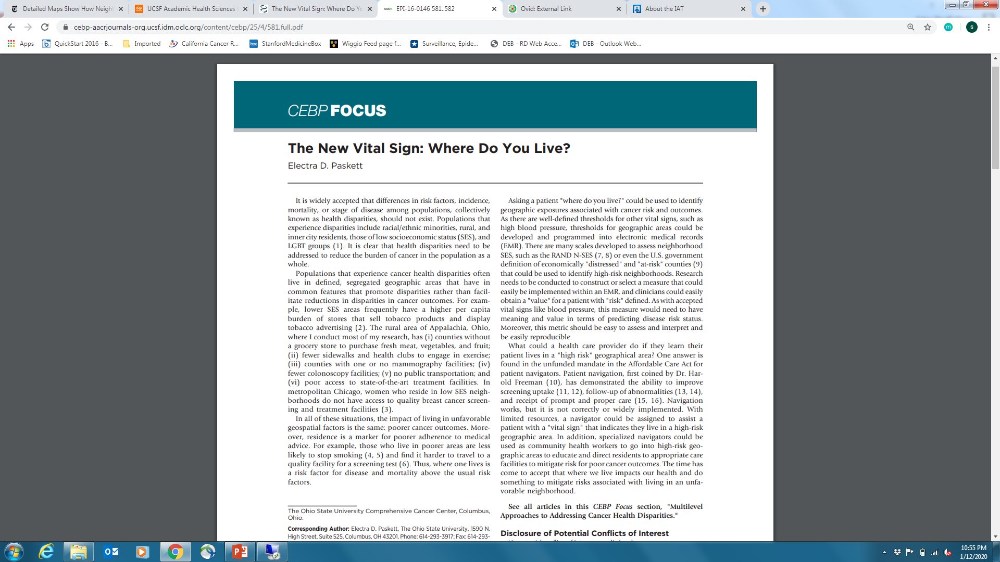 Detailed Maps Show How Neigh
UCSF Academic Health Sciences
The New Vital Sign: Where Do Yo
EPI-16-0146 581..582
Ovid: External Link
About the IAT
cebp-aacrjournals-org.ucsf.idm.oclc.org/content/cebp/25/4/581.full.pdf
Apps
QuickStart 2016 - B...
Imported
California Cancer R...
StanfordMedicineBox
Wiggio Feed page f...
Surveillance, Epide...
DEB - RD Web Acce...
DEB - Outlook Web...
CEBP FOCUS
The New Vital Sign: Where Do You Live?
Electra D. Paskett
It is widely accepted that differences in risk factors, incidence,
mortality, or stage of disease among populations, collectively
known as health disparities, should not exist. Populations that
experience disparities include racial/ethnic minorities, rural, and
inner city residents, those of low socioeconomic status (SES), and
LGBT groups (1). It is clear that health disparities need to be
addressed to reduce the burden of cancer in the population as a
whole.
Populations that experience cancer health disparities often
live in defined, segregated geographic areas that have in
common features that promote disparities rather than facil-
itate reductions in disparities in cancer outcomes. For exam-
ple, lower SES areas frequently have a higher per capita
burden of stores that sell tobacco products and display
tobacco advertising (2). The rural area of Appalachia, Ohio,
where I conduct most of my research, has (i) counties without
a grocery store to purchase fresh meat, vegetables, and fruit;
(ii) fewer sidewalks and health clubs to engage in exercise;
(iii) counties with one or no mammography facilities; (iv)
fewer colonoscopy facilities; (v) no public transportation; and
(vi) poor access to state-of-the-art treatment facilities. In
metropolitan Chicago, women who reside in low SES neigh-
borhoods do not have access to quality breast cancer screen-
ing and treatment facilities (3).
In all of these situations, the impact of living in unfavorable
geospatial factors is the same: poorer cancer outcomes. More-
over, residence is a marker for poorer adherence to medical
advice. For example, those who live in poorer areas are less
likely to stop smoking (4, 5) and find it harder to travel to a
quality facility for a screening test (6). Thus, where one lives is
a risk factor for disease and mortality above the usual risk
factors.
The Ohio State University Comprehensive Cancer Center, Columbus,
Ohio.
Corresponding Author: Electra D. Paskett, The Ohio State University, 1590 N.
High Street, Suite 525, Columbus, OH 43201. Phone: 614-293-3917; Fax: 614-293-
Asking a patient "where do you live?" could be used to identify
geographic exposures associated with cancer risk and outcomes.
As there are well-defined thresholds for other vital signs, such as
high blood pressure, thresholds for geographic areas could be
developed and programmed into electronic medical records
(EMR). There are many scales developed to assess neighborhood
SES, such as the RAND N-SES (7, 8) or even the U.S. government
definition of economically "distressed" and "at-risk" counties (9)
that could be used to identify high-risk neighborhoods. Research
needs to be conducted to construct or select a measure that could
easily be implemented within an EMR, and clinicians could easily
obtain a "value" for a patient with "risk" defined. As with accepted
vital signs like blood pressure, this measure would need to have
meaning and value in terms of predicting disease risk status.
Moreover, this metric should be easy to assess and interpret and
be easily reproducible.
What could a health care provider do if they learn their
patient lives in a "high risk" geographical area? One answer is
found in the unfunded mandate in the Affordable Care Act for
patient navigators. Patient navigation, first coined by Dr. Har-
old Freeman (10), has demonstrated the ability to improve
screening uptake (11, 12), follow-up of abnormalities (13, 14),
and receipt of prompt and proper care (15, 16). Navigation
works, but it is not correctly or widely implemented. With
limited resources, a navigator could be assigned to assist a
patient with a "vital sign" that indicates they live in a high-risk
geographic area. In addition, specialized navigators could be
used as community health workers to go into high-risk geo-
graphic areas to educate and direct residents to appropriate care
facilities to mitigate risk for poor cancer outcomes. The time has
come to accept that where we live impacts our health and do
something to mitigate risks associated with living in an unfa-
vorable neighborhood.
See all articles in this CEBP Focus section, "Multilevel
Approaches to Addressing Cancer Health Disparities."
Disclosure of Potential Conflicts of Interest
10:55 PM
1/12/2020